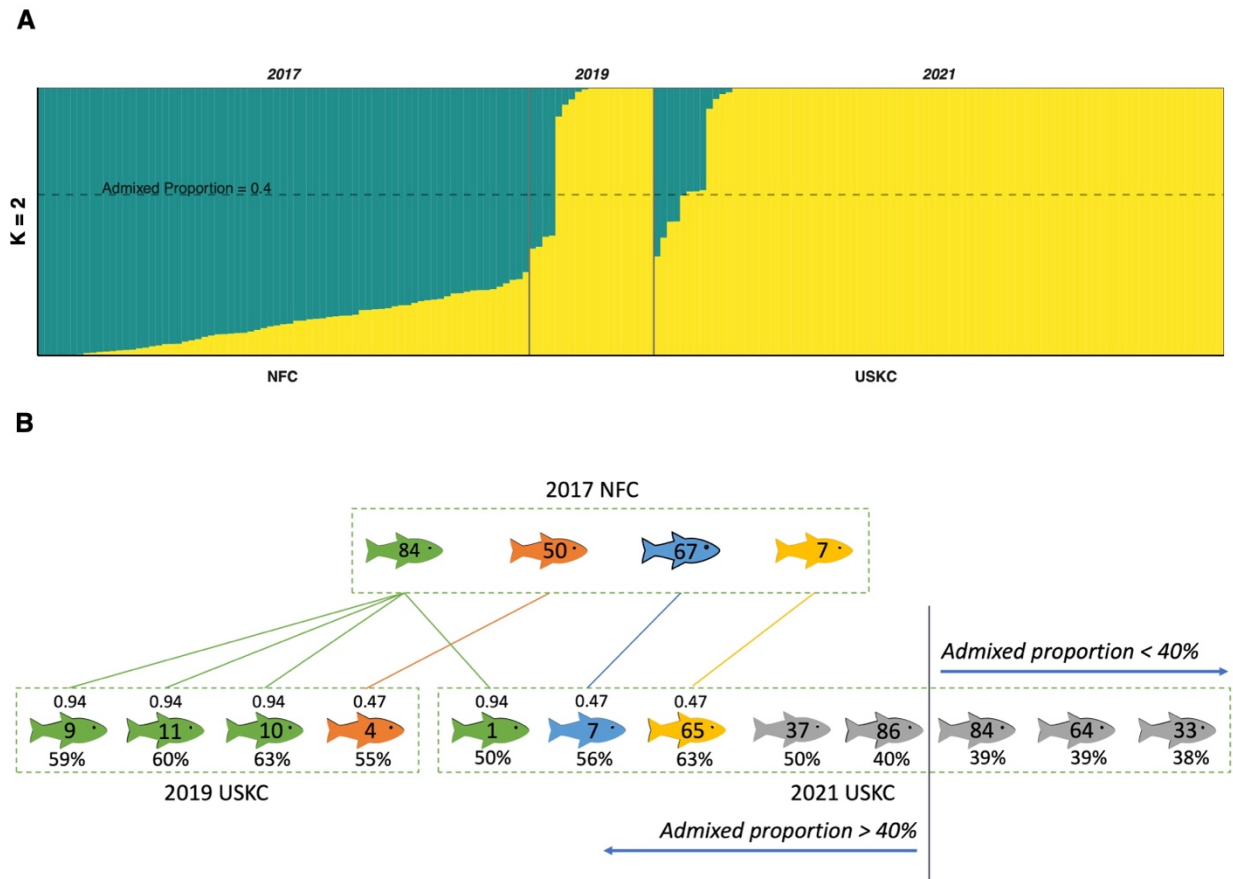 A
2017 2019 2021
Admixed Proportion = 0.4
K = 2
NFC USKC
B
2017 NFC
84 50 67 7
Admixed proportion < 40%
0.94 0.94 0.94 0.47 0.94 0.47 0.47
9 11 10 4 1 7 65 37 86 84 64 33
59% 60% 63% 55% 50% 56% 63% 50% 40% 39% 39% 38%
2019 USKC 2021 USKC
Admixed proportion > 40%